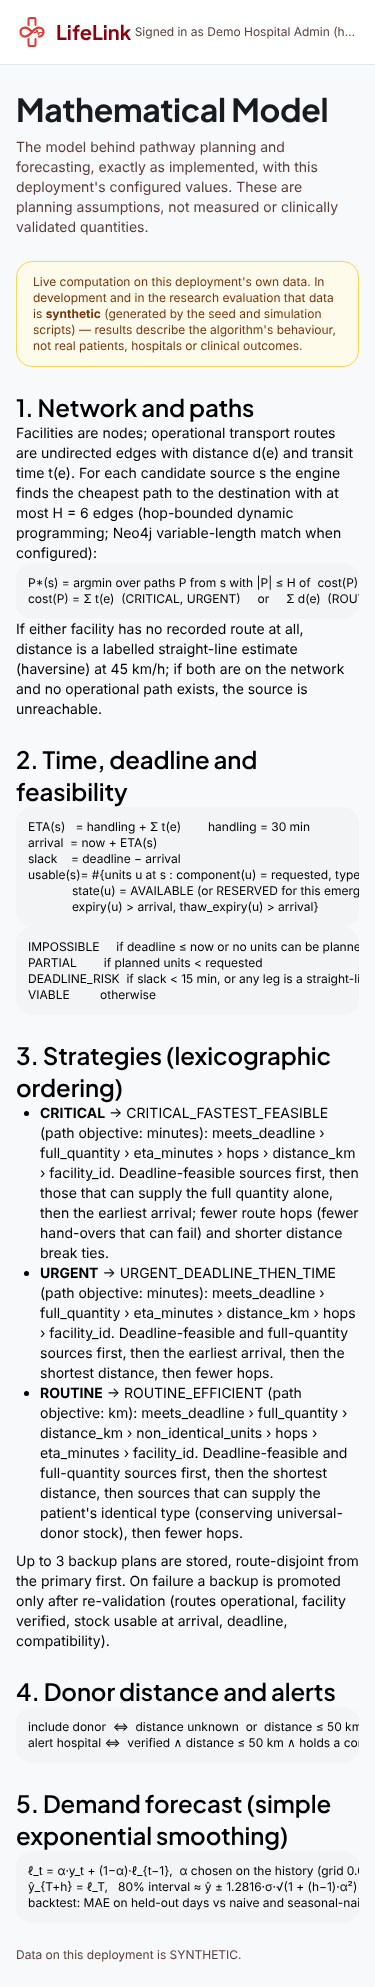 LifeLink Signed in as Demo Hospital Admin (h...
Mathematical Model
The model behind pathway planning and
forecasting, exactly as implemented, with this
deployment's configured values. These are
planning assumptions, not measured or clinically
validated quantities.
Live computation on this deployment's own data. In
development and in the research evaluation that data
is synthetic (generated by the seed and simulation
scripts) — results describe the algorithm's behaviour,
not real patients, hospitals or clinical outcomes.
1. Network and paths
Facilities are nodes; operational transport routes
are undirected edges with distance d(e) and transit
time t(e). For each candidate source s the engine
finds the cheapest path to the destination with at
most H = 6 edges (hop-bounded dynamic
programming; Neo4j variable-length match when
configured):
P*(s) = argmin over paths P from s with |P| ≤ H of cost(P)
cost(P) = Σ t(e) (CRITICAL, URGENT) or Σ d(e) (ROUT
If either facility has no recorded route at all,
distance is a labelled straight-line estimate
(haversine) at 45 km/h; if both are on the network
and no operational path exists, the source is
unreachable.
2. Time, deadline and
feasibility
ETA(s) = handling + Σ t(e) handling = 30 min
arrival = now + ETA(s)
slack = deadline − arrival
usable(s)= #{units u at s : component(u) = requested, type
state(u) = AVAILABLE (or RESERVED for this emerg
expiry(u) > arrival, thaw_expiry(u) > arrival}
IMPOSSIBLE if deadline ≤ now or no units can be planne
PARTIAL if planned units < requested
DEADLINE_RISK if slack < 15 min, or any leg is a straight-li
VIABLE otherwise
3. Strategies (lexicographic
ordering)
• CRITICAL → CRITICAL_FASTEST_FEASIBLE
(path objective: minutes): meets_deadline ›
full_quantity › eta_minutes › hops › distance_km
› facility_id. Deadline-feasible sources first, then
those that can supply the full quantity alone,
then the earliest arrival; fewer route hops (fewer
hand-overs that can fail) and shorter distance
break ties.
• URGENT → URGENT_DEADLINE_THEN_TIME
(path objective: minutes): meets_deadline ›
full_quantity › eta_minutes › distance_km › hops
› facility_id. Deadline-feasible and full-quantity
sources first, then the earliest arrival, then the
shortest distance, then fewer hops.
• ROUTINE → ROUTINE_EFFICIENT (path
objective: km): meets_deadline › full_quantity ›
distance_km › non_identical_units › hops ›
eta_minutes › facility_id. Deadline-feasible and
full-quantity sources first, then the shortest
distance, then sources that can supply the
patient's identical type (conserving universal-
donor stock), then fewer hops.
Up to 3 backup plans are stored, route-disjoint from
the primary first. On failure a backup is promoted
only after re-validation (routes operational, facility
verified, stock usable at arrival, deadline,
compatibility).
4. Donor distance and alerts
include donor ⇔ distance unknown or distance ≤ 50 km
alert hospital ⇔ verified ∧ distance ≤ 50 km ∧ holds a co
5. Demand forecast (simple
exponential smoothing)
ℓ_t = α·y_t + (1−α)·ℓ_{t−1}, α chosen on the history (grid 0.
ŷ_{T+h} = ℓ_T, 80% interval ≈ ŷ ± 1.2816·σ·√(1 + (h−1)·α²)
backtest: MAE on held-out days vs naive and seasonal-nai
Data on this deployment is SYNTHETIC.